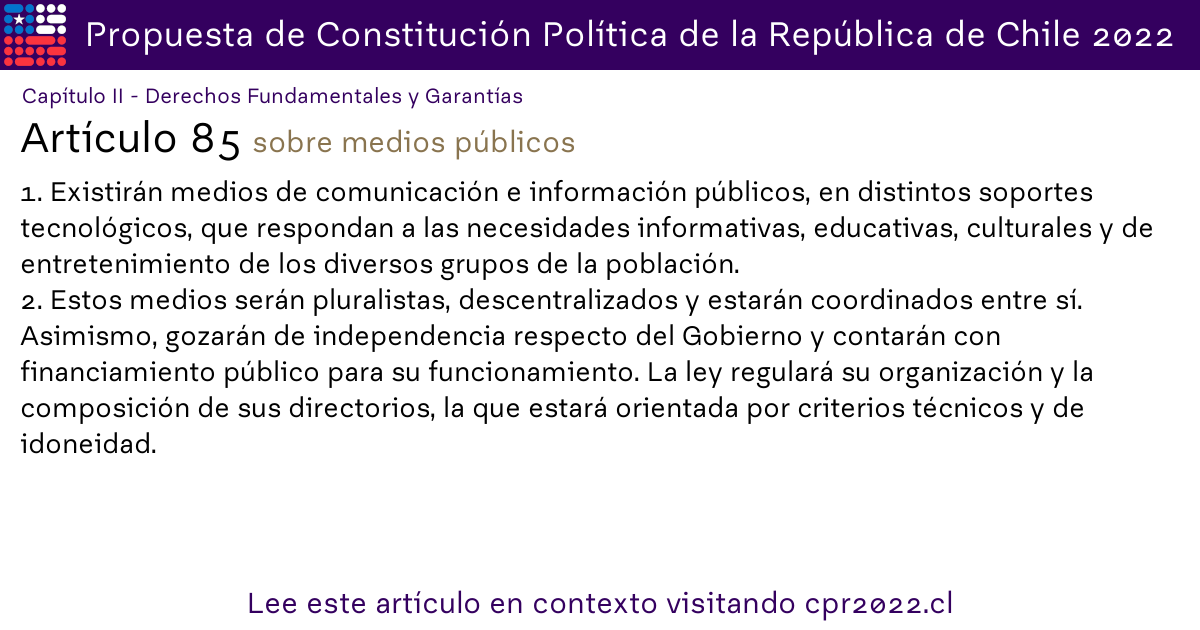 Propuesta de Constitución Política de la República de Chile 2022
Capítulo II - Derechos Fundamentales y Garantías
Artículo 85 sobre medios públicos
1. Existirán medios de comunicación e información públicos, en distintos soportes
tecnológicos, que respondan a las necesidades informativas, educativas, culturales y de
entretenimiento de los diversos grupos de la población.
2. Estos medios serán pluralistas, descentralizados y estarán coordinados entre sí.
Asimismo, gozarán de independencia respecto del Gobierno y contarán con
financiamiento público para su funcionamiento. La ley regulará su organización y la
composición de sus directorios, la que estará orientada por criterios técnicos y de
idoneidad.
Lee este artículo en contexto visitando cpr2022.cl